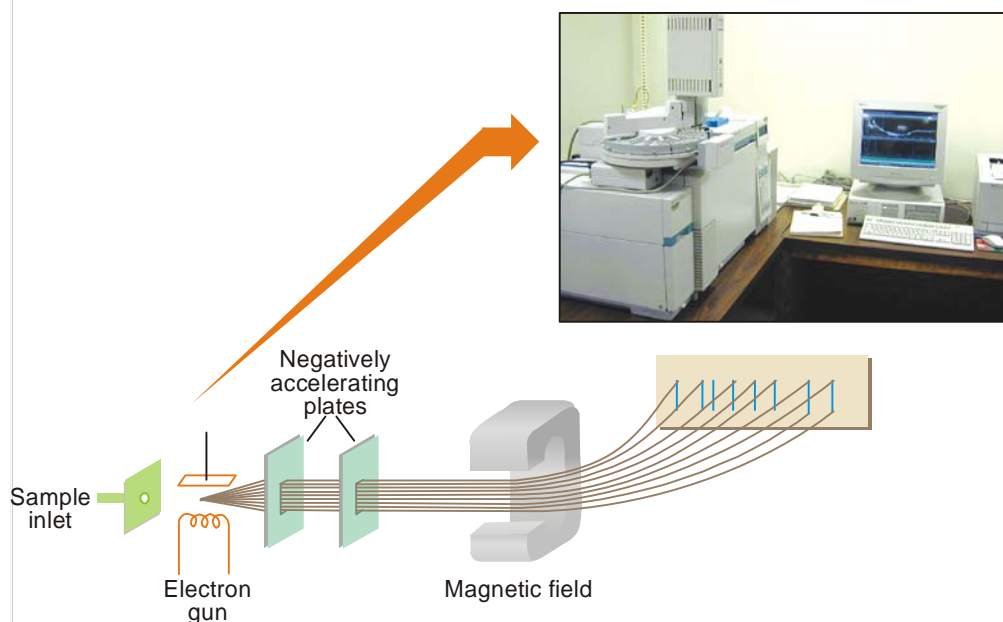 Negatively
accelerating
plates
Sample
inlet
Electron
gun
Magnetic field